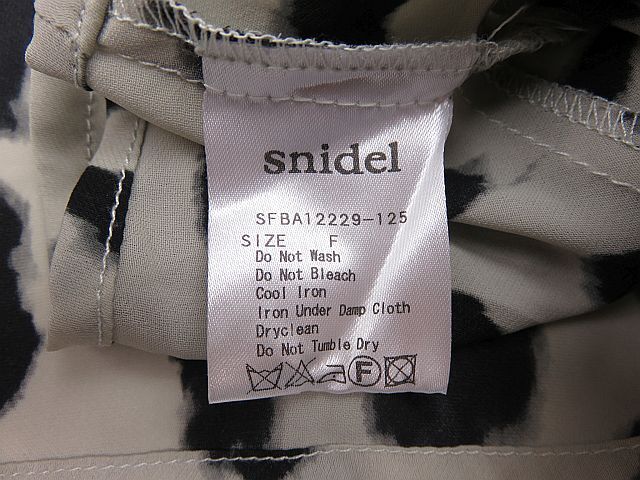 snidel
SFBA12229-125
SIZE F
Do Not Wash
Do Not Bleach
Cool Iron
Iron Under Damp Cloth
Dryclean
Do Not Tumble Dry
F